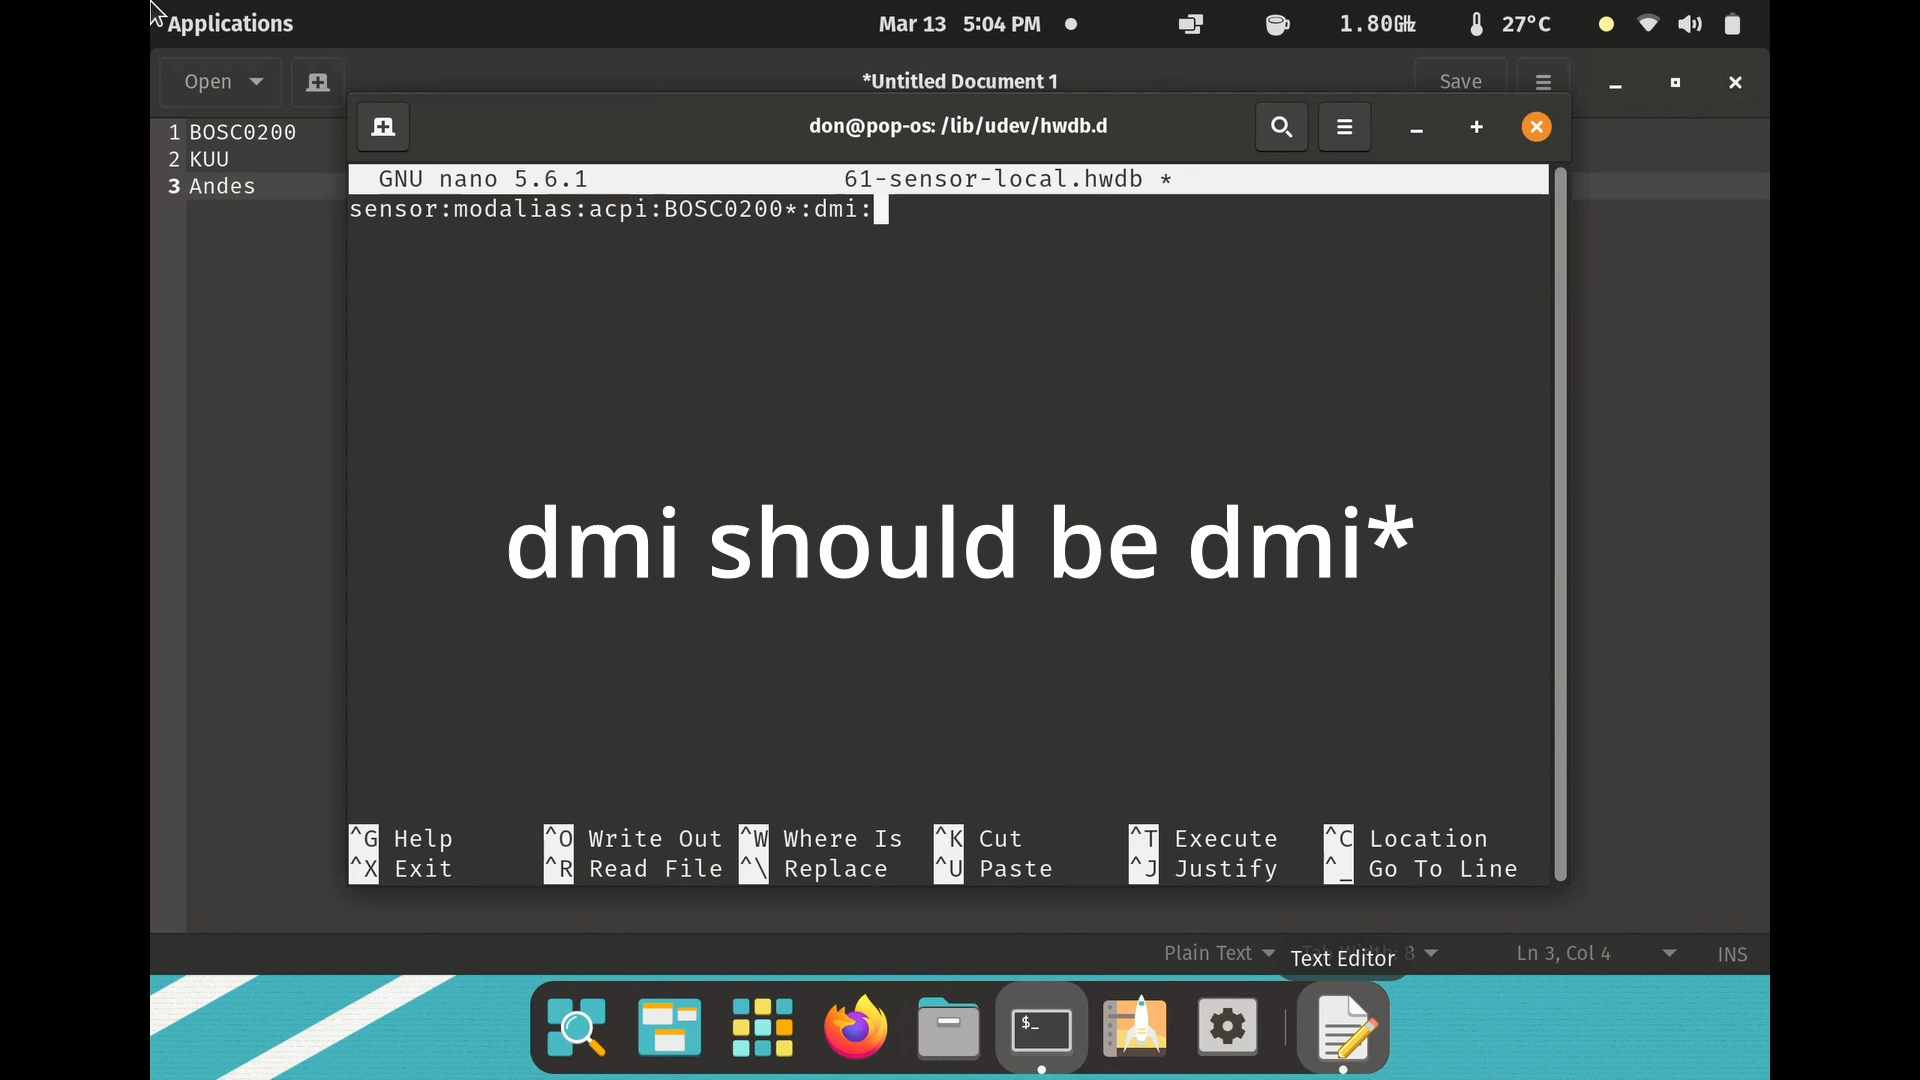 Applications
Mar 13 5:04 PM
1.80GHz
27°C
Open
*Untitled Document 1
Save
1 BOSC0200
2 KUU
3 Andes
don@pop-os: /lib/udev/hwdb.d
GNU nano 5.6.1 61-sensor-local.hwdb *
sensor:modalias:acpi:BOSC0200*:dmi:
dmi should be dmi*
^G Help ^O Write Out ^W Where Is ^K Cut ^T Execute ^C Location
^X Exit ^R Read File ^\ Replace ^U Paste ^J Justify ^_ Go To Line
Plain Text Tab Width: 8 Ln 3, Col 4 INS
Text Editor
$_